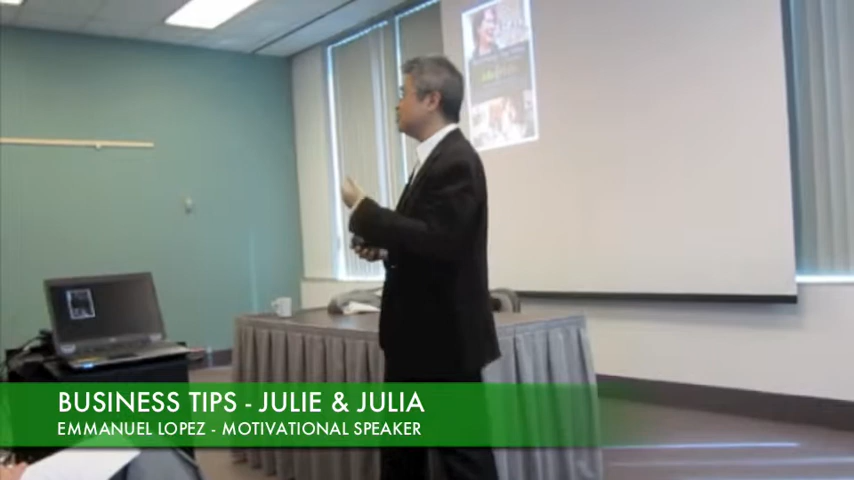 BUSINESS TIPS - JULIE & JULIA
EMMANUEL LOPEZ - MOTIVATIONAL SPEAKER